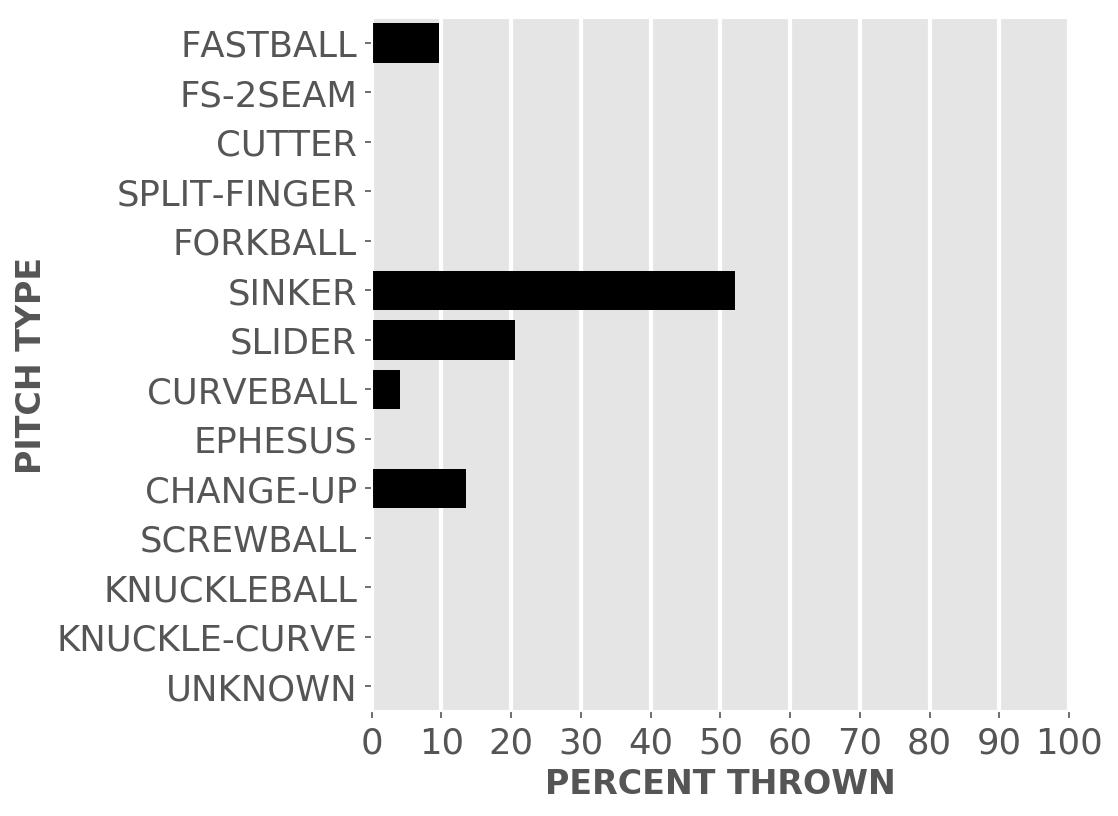 FASTBALL
FS-2SEAM
CUTTER
SPLIT-FINGER
FORKBALL
SINKER
SLIDER
CURVEBALL
EPHESUS
CHANGE-UP
SCREWBALL
KNUCKLEBALL
KNUCKLE-CURVE
UNKNOWN
PITCH TYPE
0 10 20 30 40 50 60 70 80 90 100
PERCENT THROWN